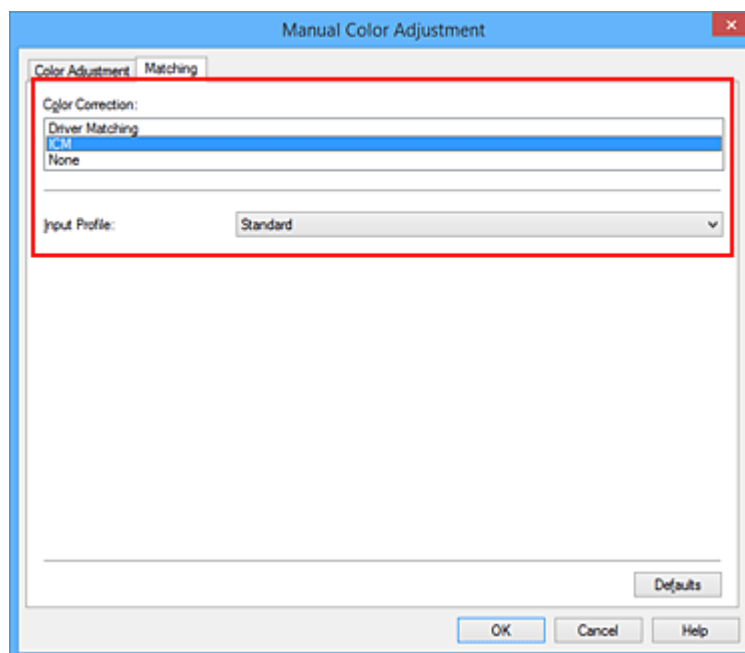 Manual Color Adjustment
Color Adjustment Matching
Color Correction:
Driver Matching
ICM
None
Input Profile: Standard
Defaults
OK Cancel Help